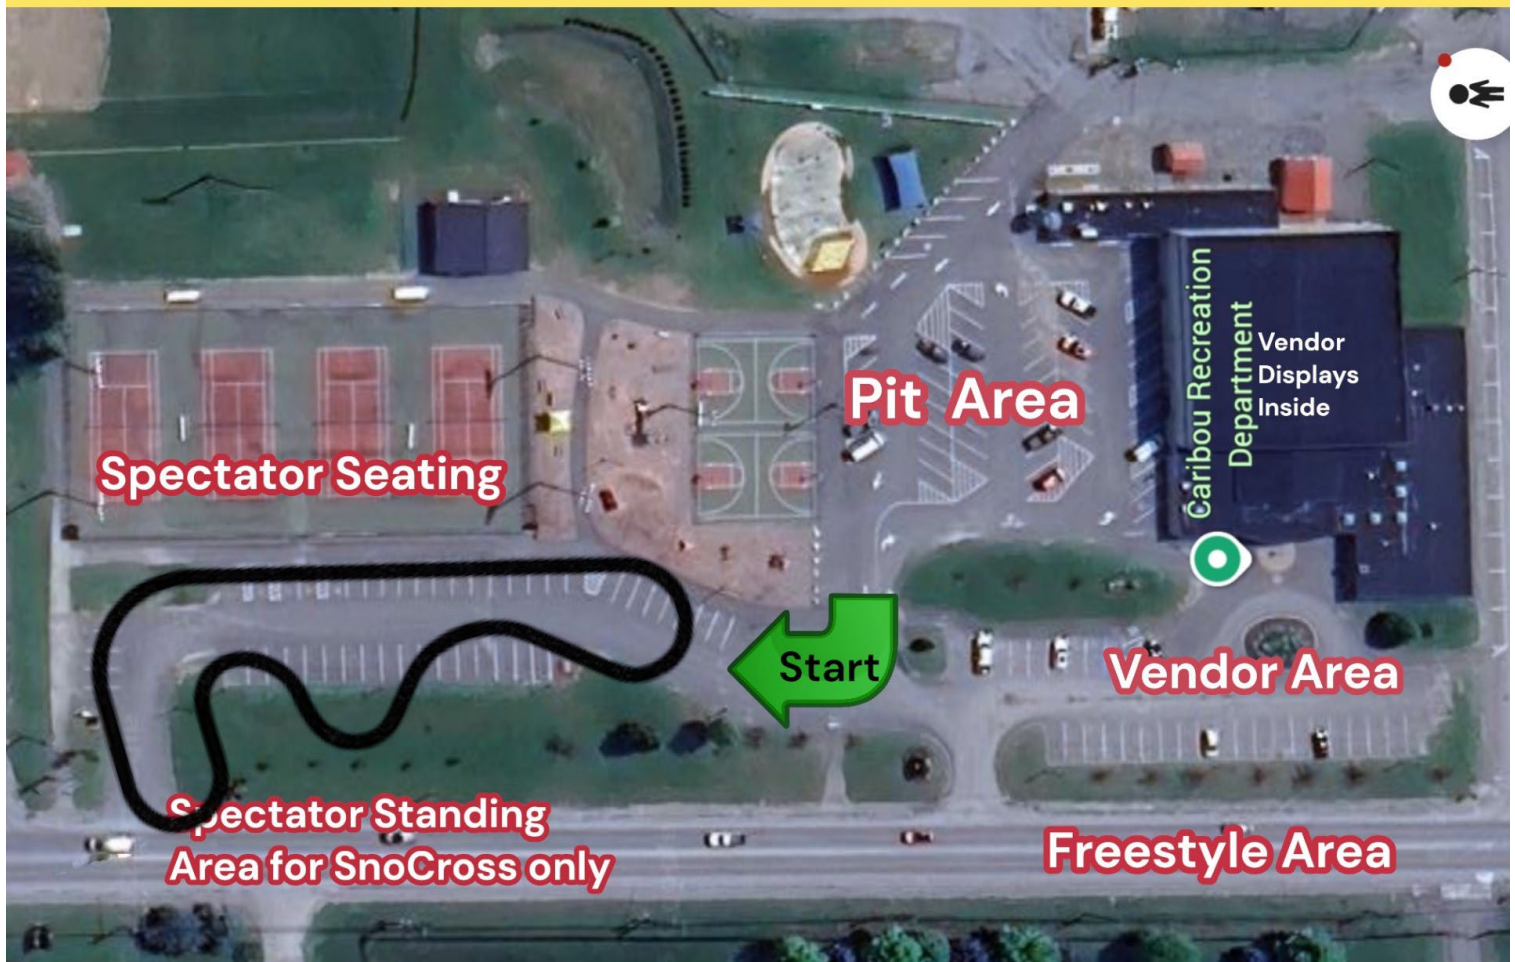 Caribou Recreation
Department
Vendor
Displays
Inside
Pit Area
Spectator Seating
Start
Vendor Area
Spectator Standing
Area for SnoCross only
Freestyle Area